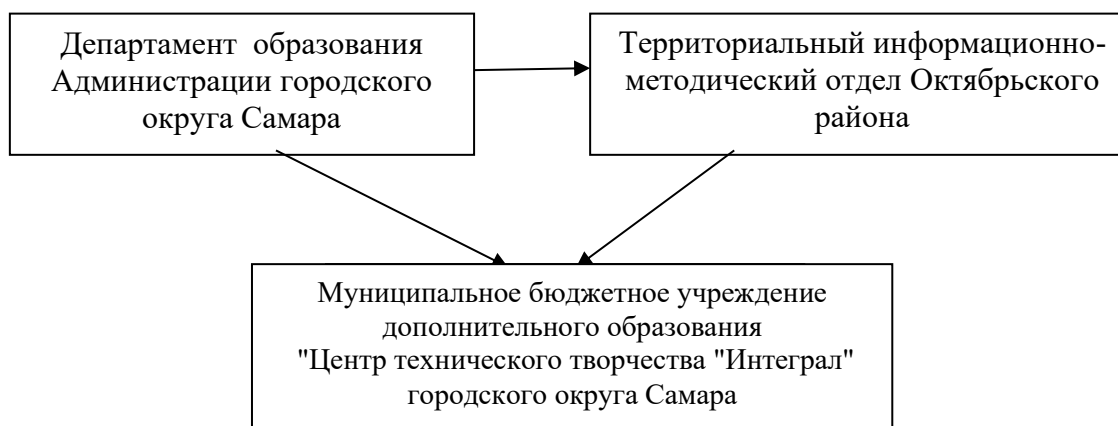 Департамент образования
Администрации городского
округа Самара
Территориальный информационно-
методический отдел Октябрьского
района
Муниципальное бюджетное учреждение
дополнительного образования
"Центр технического творчества "Интеграл"
городского округа Самара